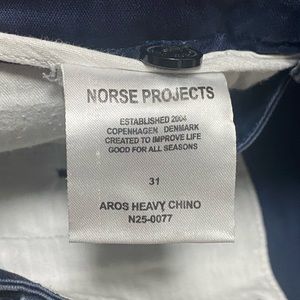 NORSE PROJECTS
ESTABLISHED 2004
COPENHAGEN DENMARK
CREATED TO IMPROVE LIFE
GOOD FOR ALL SEASONS
31
AROS HEAVY CHINO
N25-0077